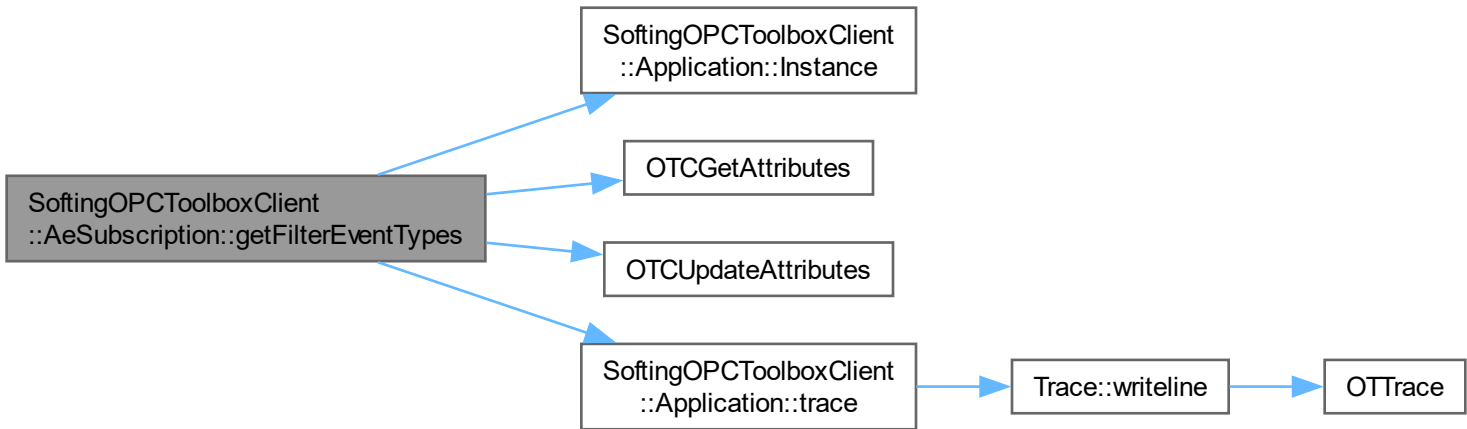 SoftingOPCToolboxClient
::Application::Instance
OTCGetAttributes
SoftingOPCToolboxClient
::AeSubscription::getFilterEventTypes
OTCUpdateAttributes
SoftingOPCToolboxClient
::Application::trace
Trace::writeline
OTTrace